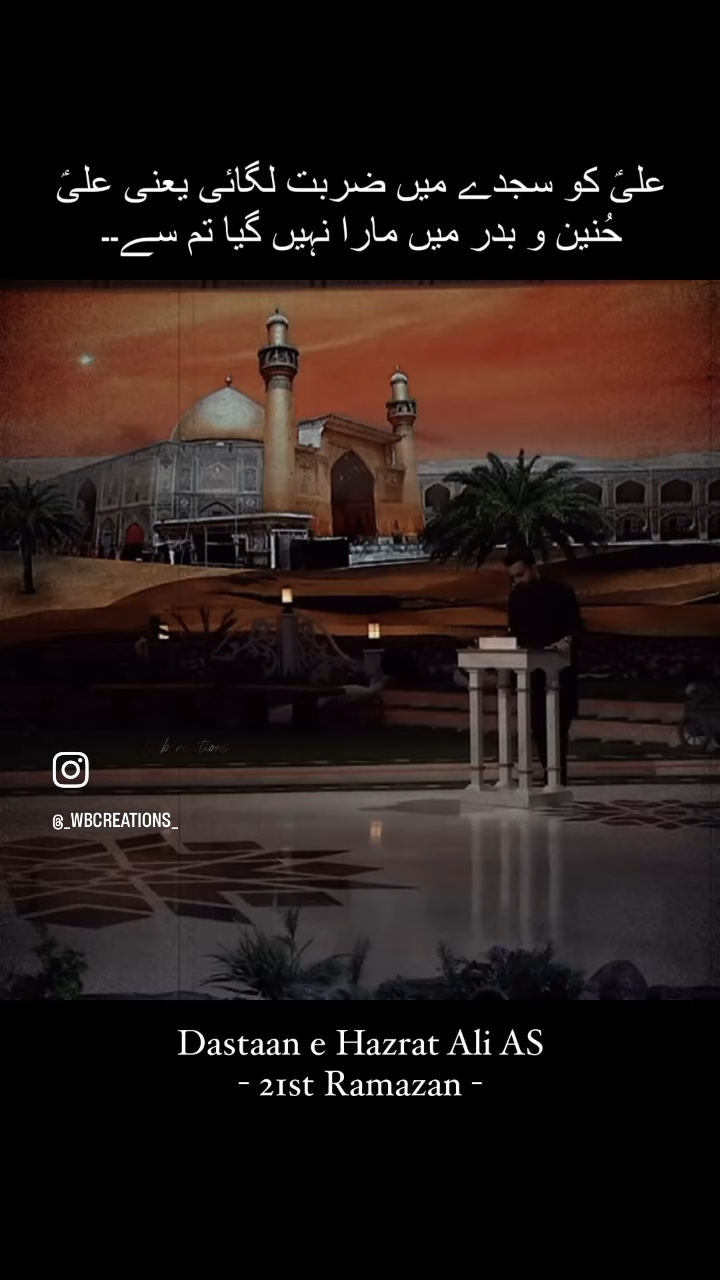 علیؑ کو سجدے میں ضربت لگائی یعنی علیؑ
حُنین و بدر میں مارا نہیں گیا تم سے--
@_WBCREATIONS_
Dastaan e Hazrat Ali AS
- 21st Ramazan -